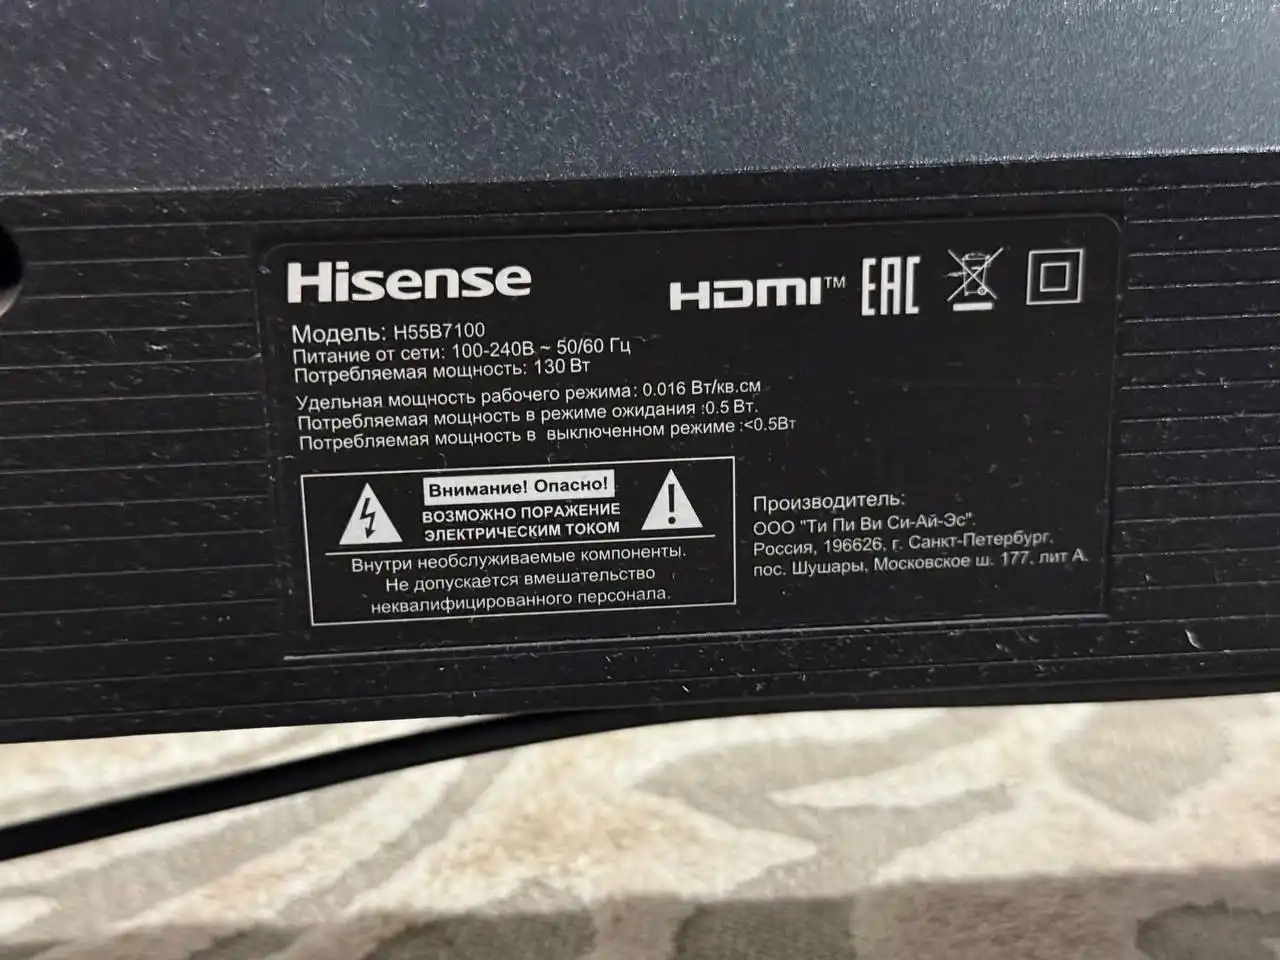 Hisense
HDMI™ EAC
Модель: H55B7100
Питание от сети: 100-240В ~ 50/60 Гц
Потребляемая мощность: 130 Вт
Удельная мощность рабочего режима: 0.016 Вт/кв.см
Потребляемая мощность в режиме ожидания :0.5 Вт.
Потребляемая мощность в выключенном режиме :<0.5Вт
Внимание! Опасно!
ВОЗМОЖНО ПОРАЖЕНИЕ
ЭЛЕКТРИЧЕСКИМ ТОКОМ
Внутри необслуживаемые компоненты.
Не допускается вмешательство
неквалифицированного персонала.
Производитель:
ООО "Ти Пи Ви Си-Ай-Эс".
Россия, 196626, г. Санкт-Петербург.
пос. Шушары, Московское ш. 177, лит А.